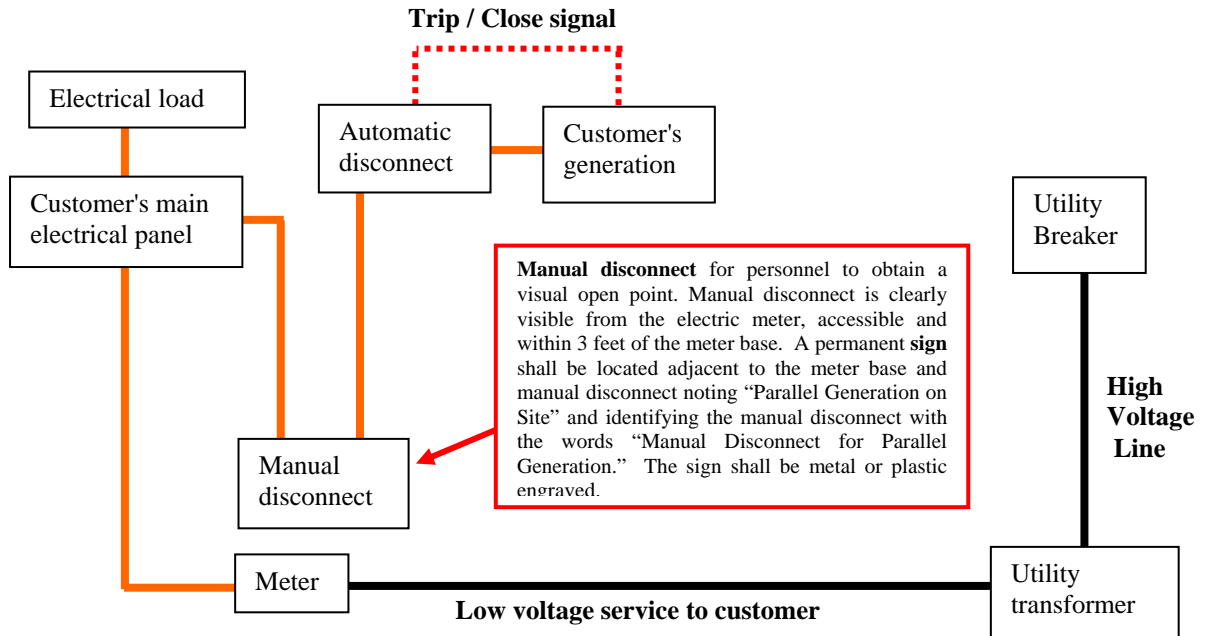 Trip / Close signal
Electrical load
Automatic
disconnect
Customer's
generation
Customer's main
electrical panel
Utility
Breaker
Manual disconnect for personnel to obtain a
visual open point. Manual disconnect is clearly
visible from the electric meter, accessible and
within 3 feet of the meter base. A permanent sign
shall be located adjacent to the meter base and
manual disconnect noting “Parallel Generation on
Site” and identifying the manual disconnect with
the words “Manual Disconnect for Parallel
Generation.” The sign shall be metal or plastic
engraved.
High
Voltage
Line
Manual
disconnect
Meter
Low voltage service to customer
Utility
transformer